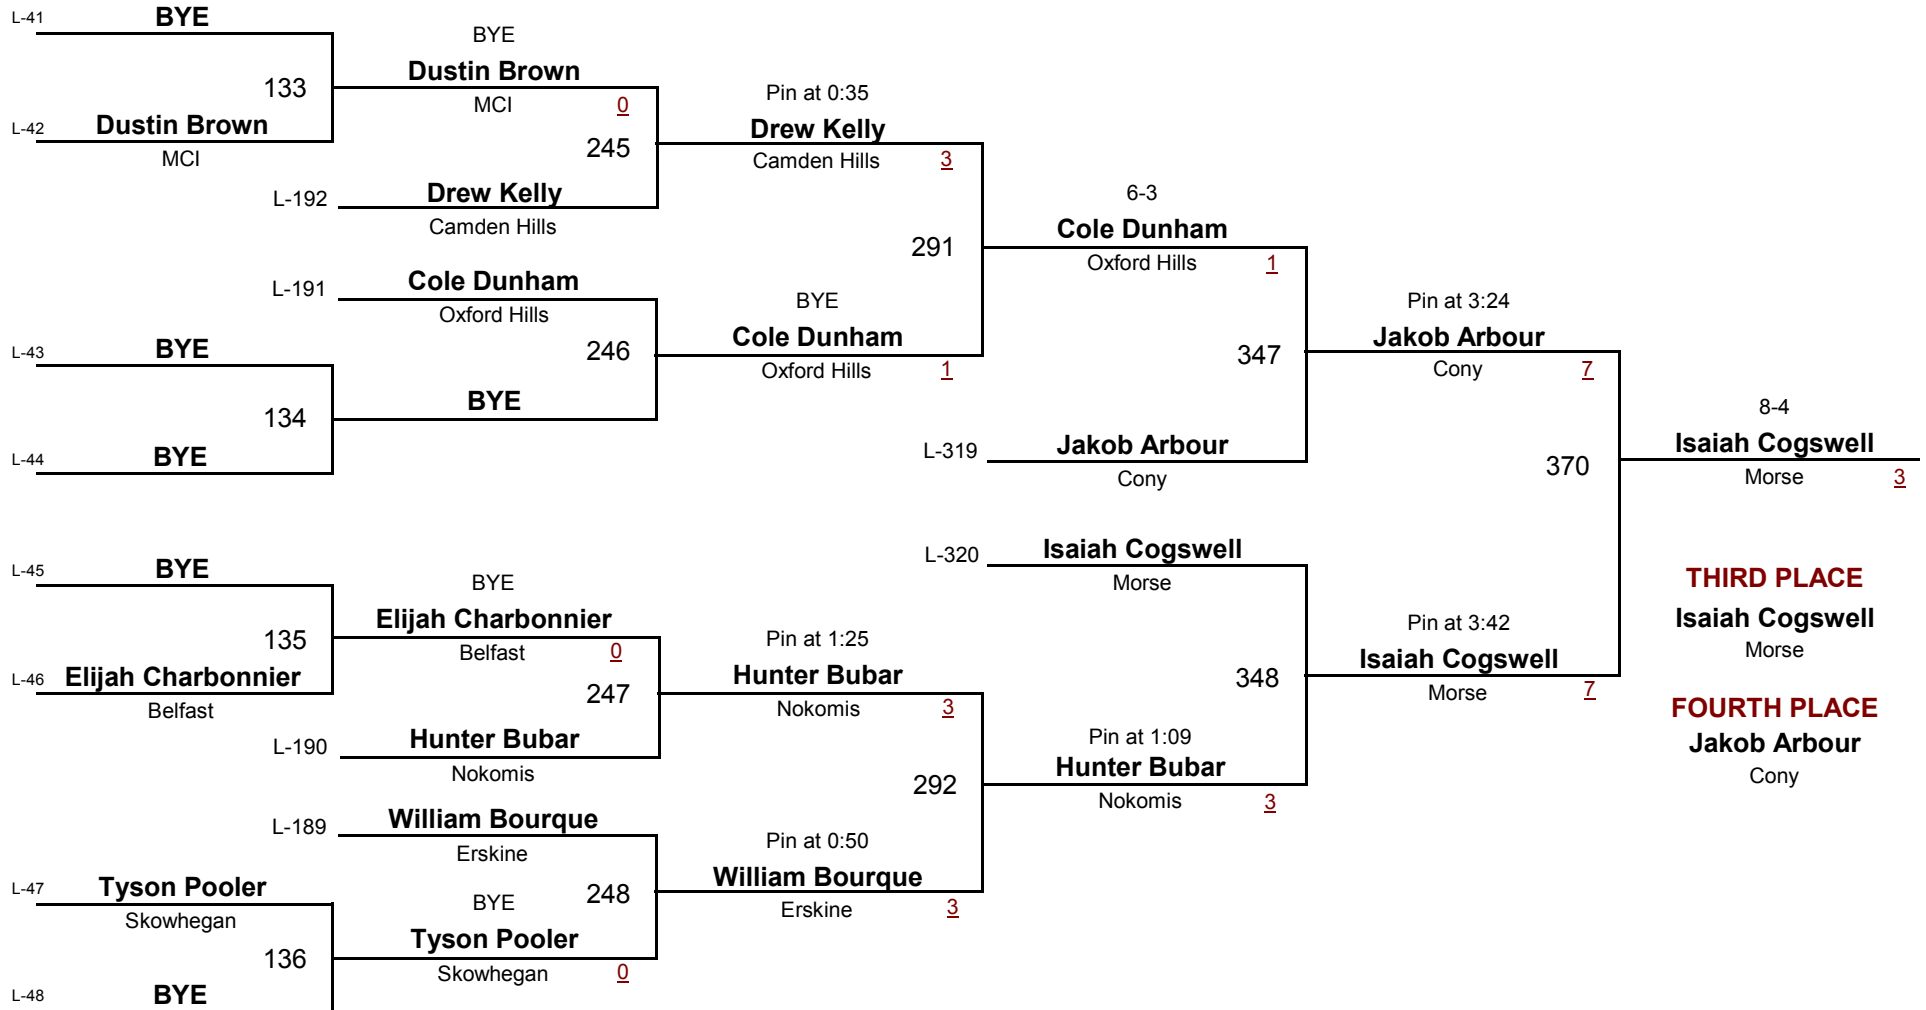 L-41 BYE
BYE
133
Dustin Brown
MCI 0
Pin at 0:35
L-42 Dustin Brown
MCI
245
Drew Kelly
Camden Hills 3
L-192 Drew Kelly
Camden Hills
6-3
291
Cole Dunham
Oxford Hills 1
L-191 Cole Dunham
Oxford Hills
BYE
Pin at 3:24
L-43 BYE
246
Cole Dunham
Oxford Hills 1
347
Jakob Arbour
Cony 7
134
BYE
8-4
L-44 BYE
L-319 Jakob Arbour
Cony
370
Isaiah Cogswell
Morse 3
L-45 BYE
BYE
L-320 Isaiah Cogswell
Morse
THIRD PLACE
Isaiah Cogswell
Morse
135
Elijah Charbonnier
Belfast 0
Pin at 1:25
Pin at 3:42
L-46 Elijah Charbonnier
Belfast
247
Hunter Bubar
Nokomis 3
348
Isaiah Cogswell
Morse 7
FOURTH PLACE
Jakob Arbour
Cony
L-190 Hunter Bubar
Nokomis
Pin at 1:09
292
Hunter Bubar
Nokomis 3
L-189 William Bourque
Erskine
Pin at 0:50
L-47 Tyson Pooler
Skowhegan
BYE
248
William Bourque
Erskine 3
136
Tyson Pooler
Skowhegan 0
L-48 BYE